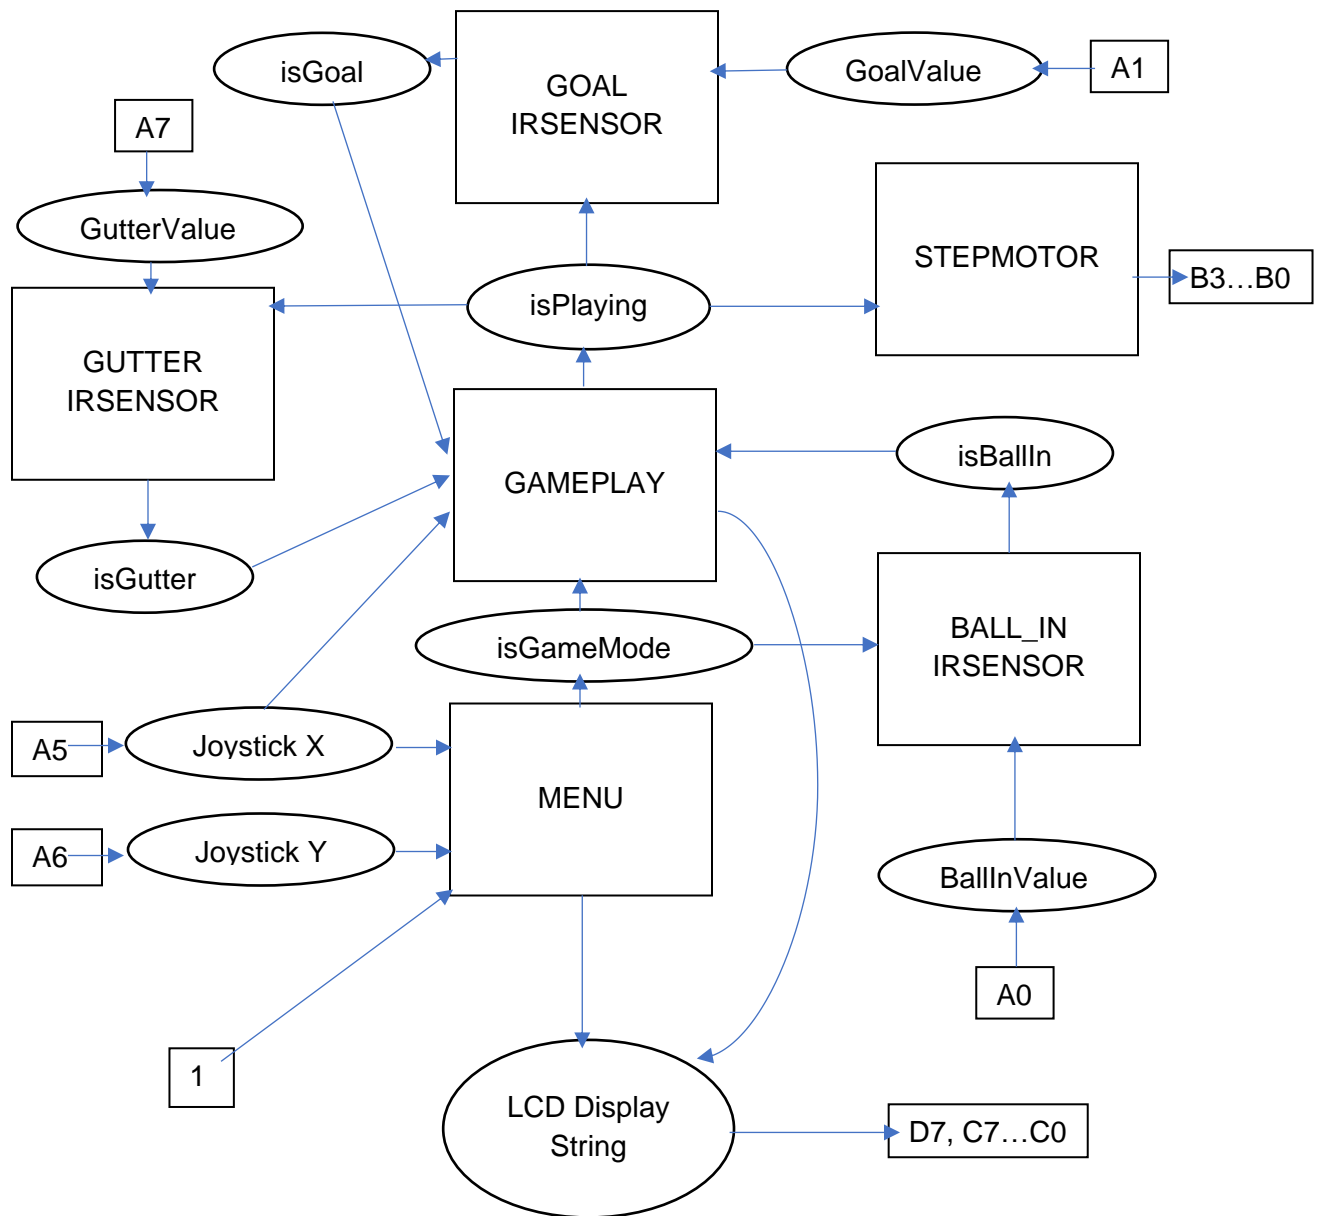 isGoal
GOAL
IRSENSOR
GoalValue
A1
A7
GutterValue
STEPMOTOR
B3...B0
isPlaying
GUTTER
IRSENSOR
GAMEPLAY
isBallIn
isGutter
isGameMode
BALL_IN
IRSENSOR
A5
Joystick X
MENU
A6
Joystick Y
BallInValue
A0
1
LCD Display
String
D7, C7...C0